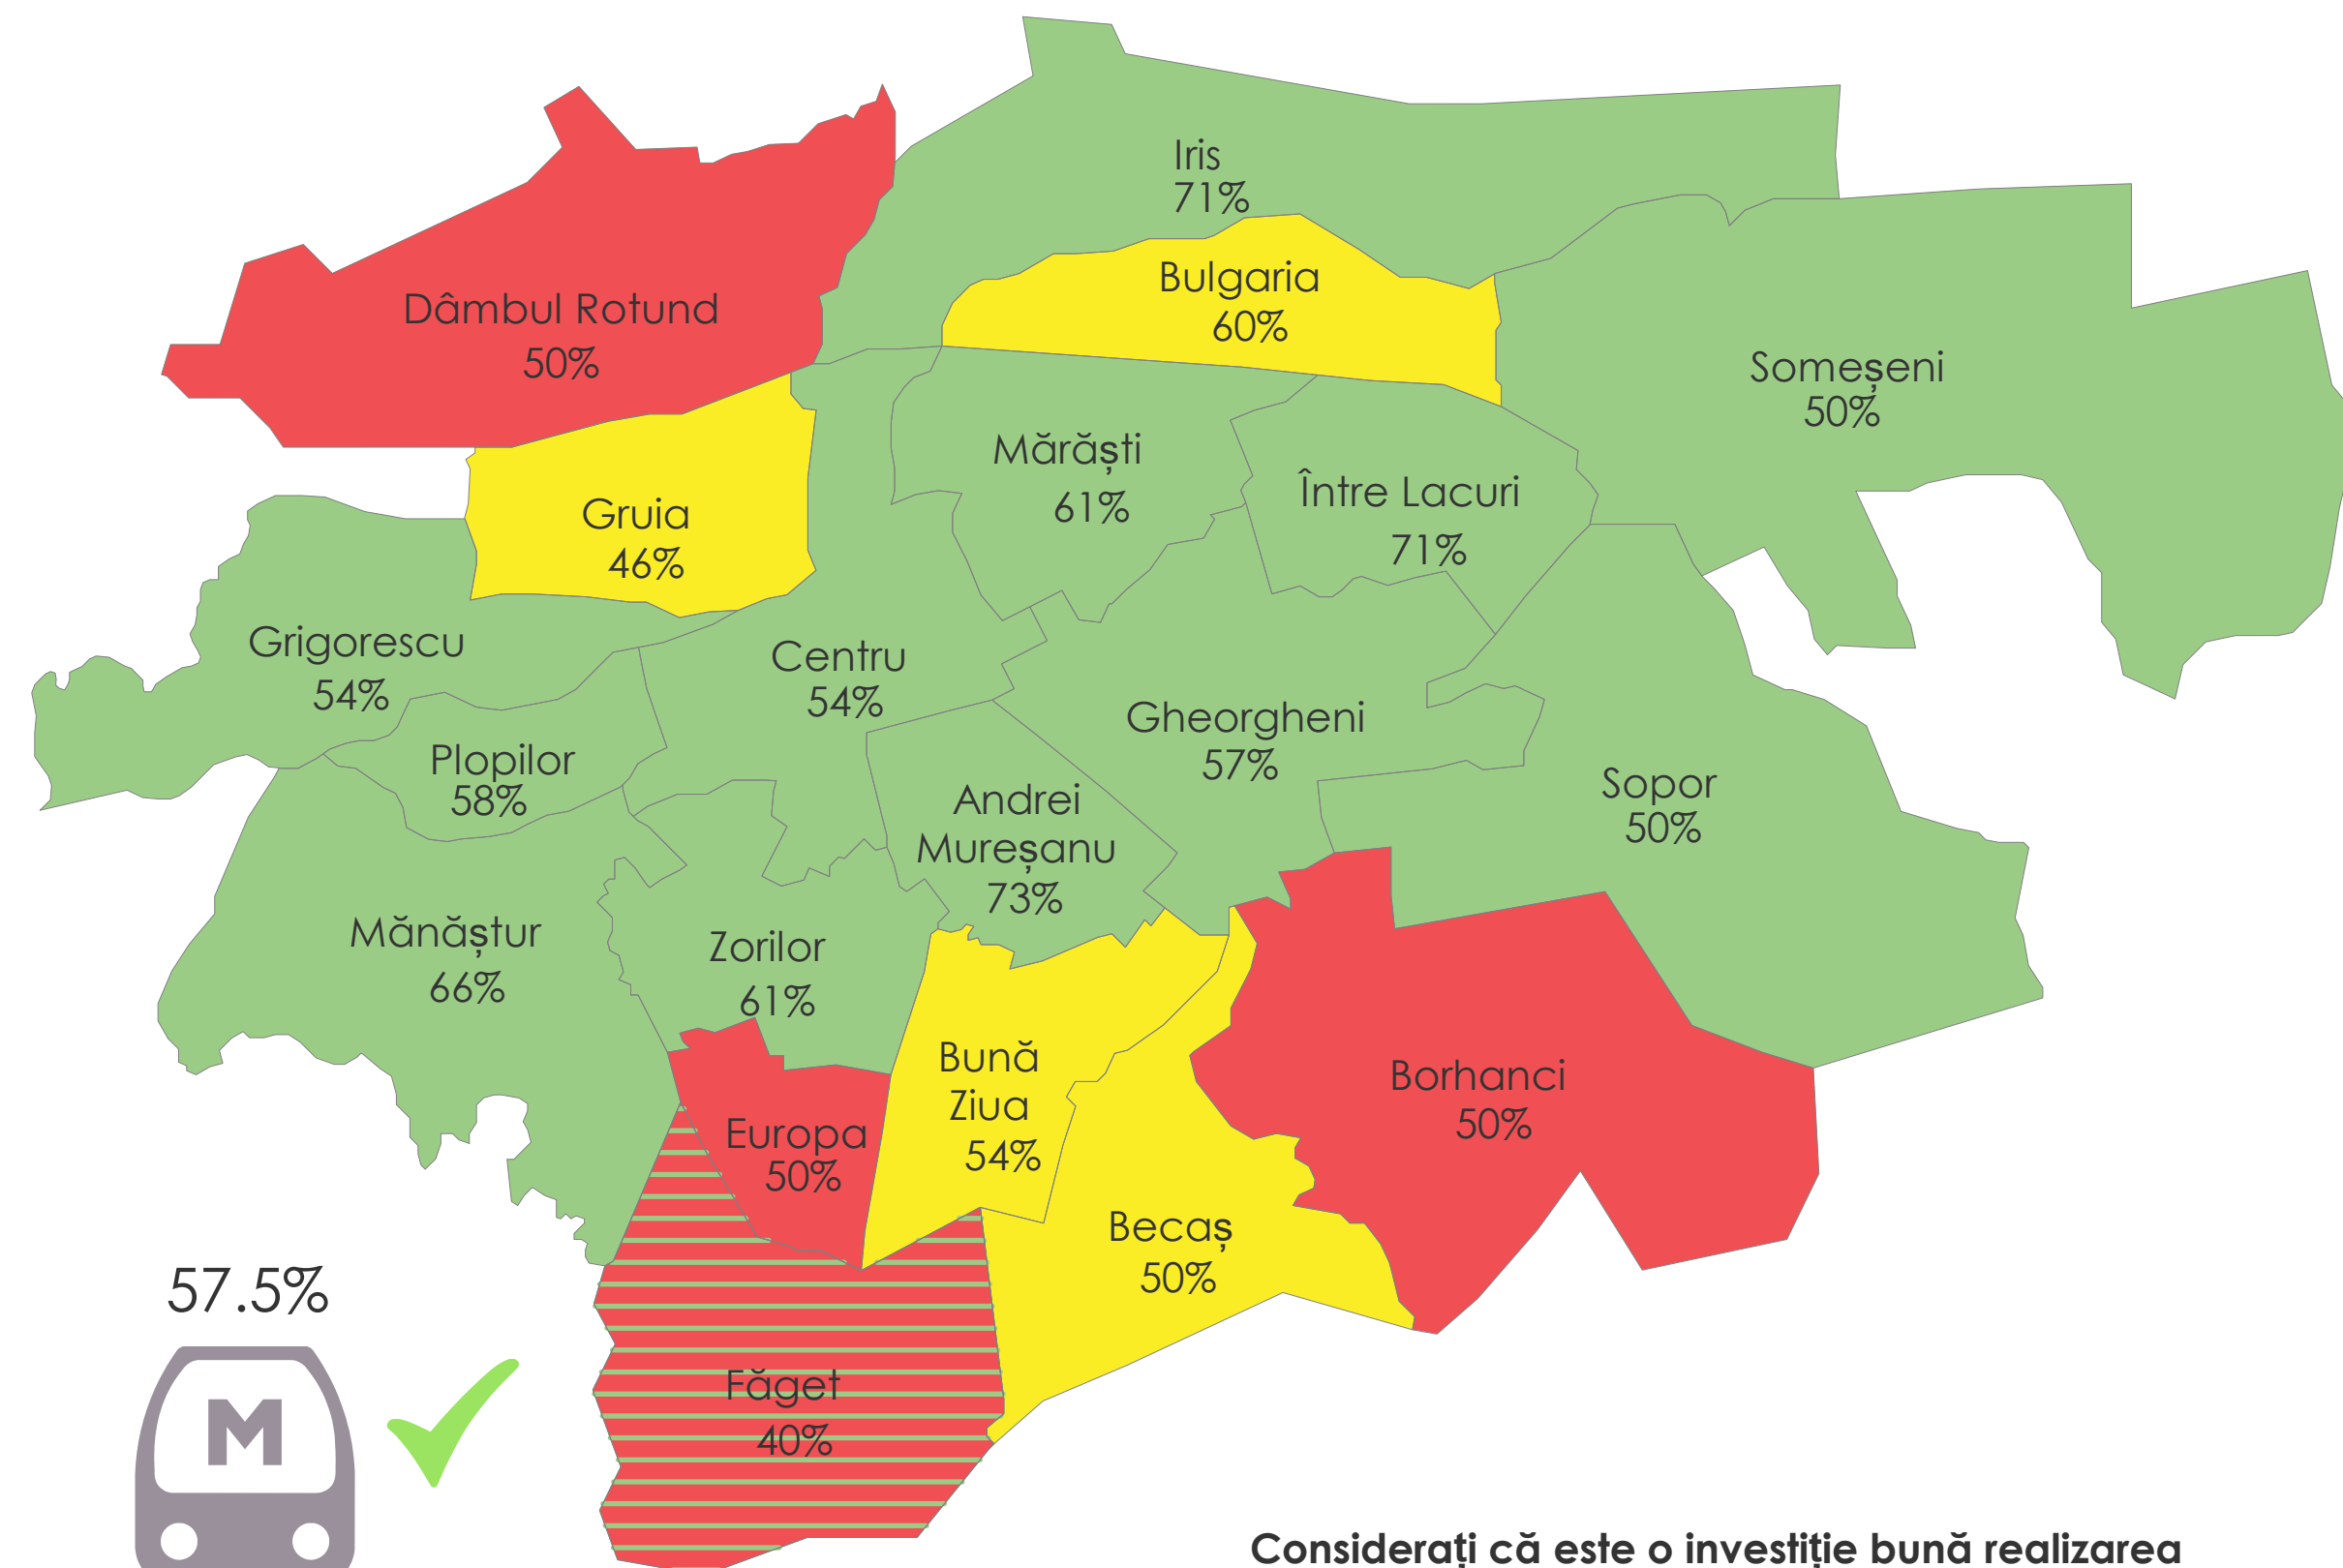 Iris
71%
Bulgaria
60%
Dâmbul Rotund
50%
Someșeni
50%
Mărăști
61%
Între Lacuri
71%
Gruia
46%
Grigorescu
54%
Centru
54%
Gheorgheni
57%
Plopilor
58%
Andrei
Mureșanu
73%
Sopor
50%
Mănăștur
66%
Zorilor
61%
Bună
Ziua
54%
Borhanci
50%
Europa
50%
Becaș
50%
57.5%
M
Făget
40%
Considerați că este o investiție bună realizarea